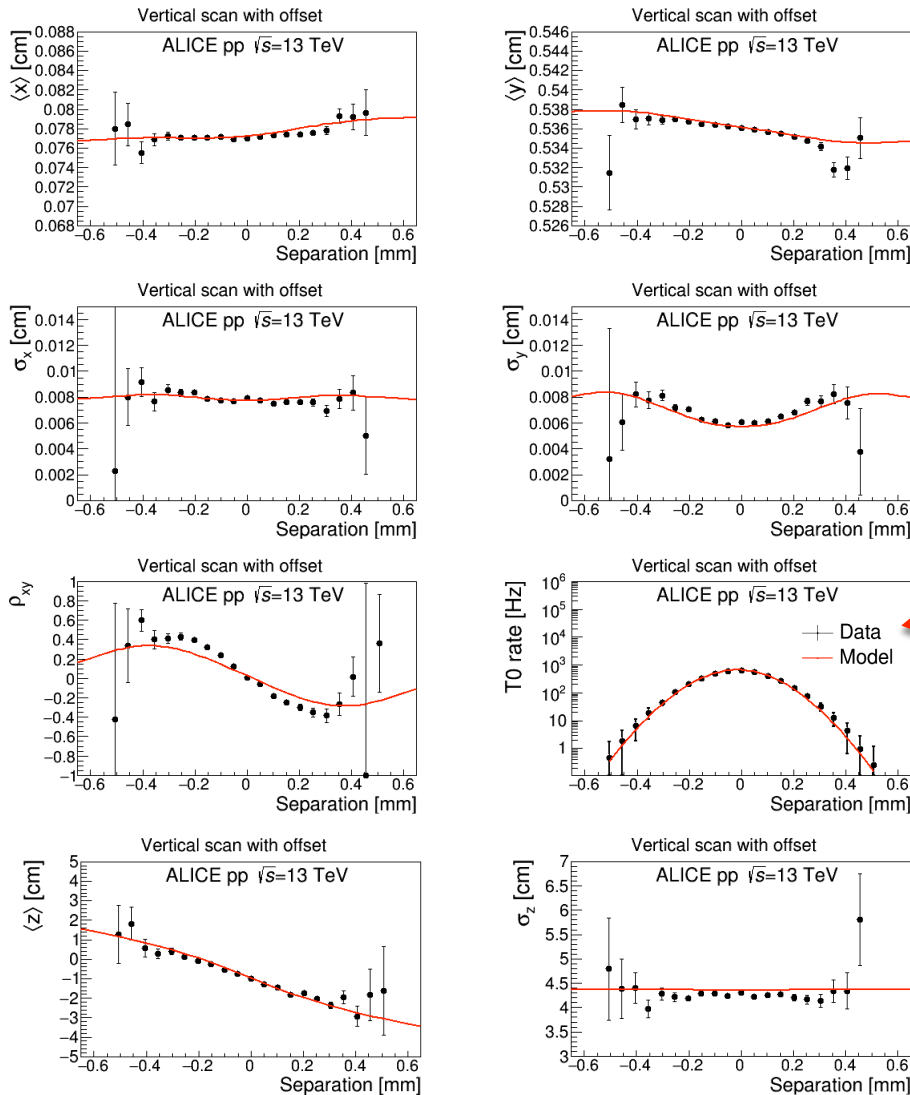 Vertical scan with offset
ALICE pp √s=13 TeV
⟨x⟩ [cm]
0.088
0.086
0.084
0.082
0.08
0.078
0.076
0.074
0.072
0.07
0.068
−0.6 −0.4 −0.2 0 0.2 0.4 0.6
Separation [mm]
Vertical scan with offset
ALICE pp √s=13 TeV
⟨y⟩ [cm]
0.546
0.544
0.542
0.54
0.538
0.536
0.534
0.532
0.53
0.528
0.526
−0.6 −0.4 −0.2 0 0.2 0.4 0.6
Separation [mm]
Vertical scan with offset
ALICE pp √s=13 TeV
σx [cm]
0.014
0.012
0.01
0.008
0.006
0.004
0.002
0
−0.6 −0.4 −0.2 0 0.2 0.4 0.6
Separation [mm]
Vertical scan with offset
ALICE pp √s=13 TeV
σy [cm]
0.014
0.012
0.01
0.008
0.006
0.004
0.002
0
−0.6 −0.4 −0.2 0 0.2 0.4 0.6
Separation [mm]
Vertical scan with offset
ALICE pp √s=13 TeV
ρxy
1
0.8
0.6
0.4
0.2
0
−0.2
−0.4
−0.6
−0.8
−1
−0.6 −0.4 −0.2 0 0.2 0.4 0.6
Separation [mm]
Vertical scan with offset
ALICE pp √s=13 TeV
T0 rate [Hz]
10⁶
10⁵
10⁴
10³
10²
10
1
Data
Model
−0.6 −0.4 −0.2 0 0.2 0.4 0.6
Separation [mm]
Vertical scan with offset
ALICE pp √s=13 TeV
⟨z⟩ [cm]
5
4
3
2
1
0
−1
−2
−3
−4
−5
−0.6 −0.4 −0.2 0 0.2 0.4 0.6
Separation [mm]
Vertical scan with offset
ALICE pp √s=13 TeV
σz [cm]
7
6.5
6
5.5
5
4.5
4
3.5
3
−0.6 −0.4 −0.2 0 0.2 0.4 0.6
Separation [mm]